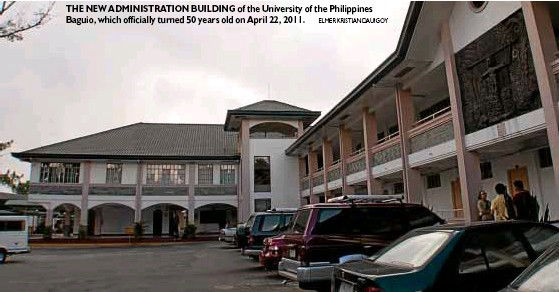 THE NEW ADMINISTRATION BUILDING of the University of the Philippines
Baguio, which officially turned 50 years old on April 22, 2011. ELMER KRISTIAN DAUIGOY